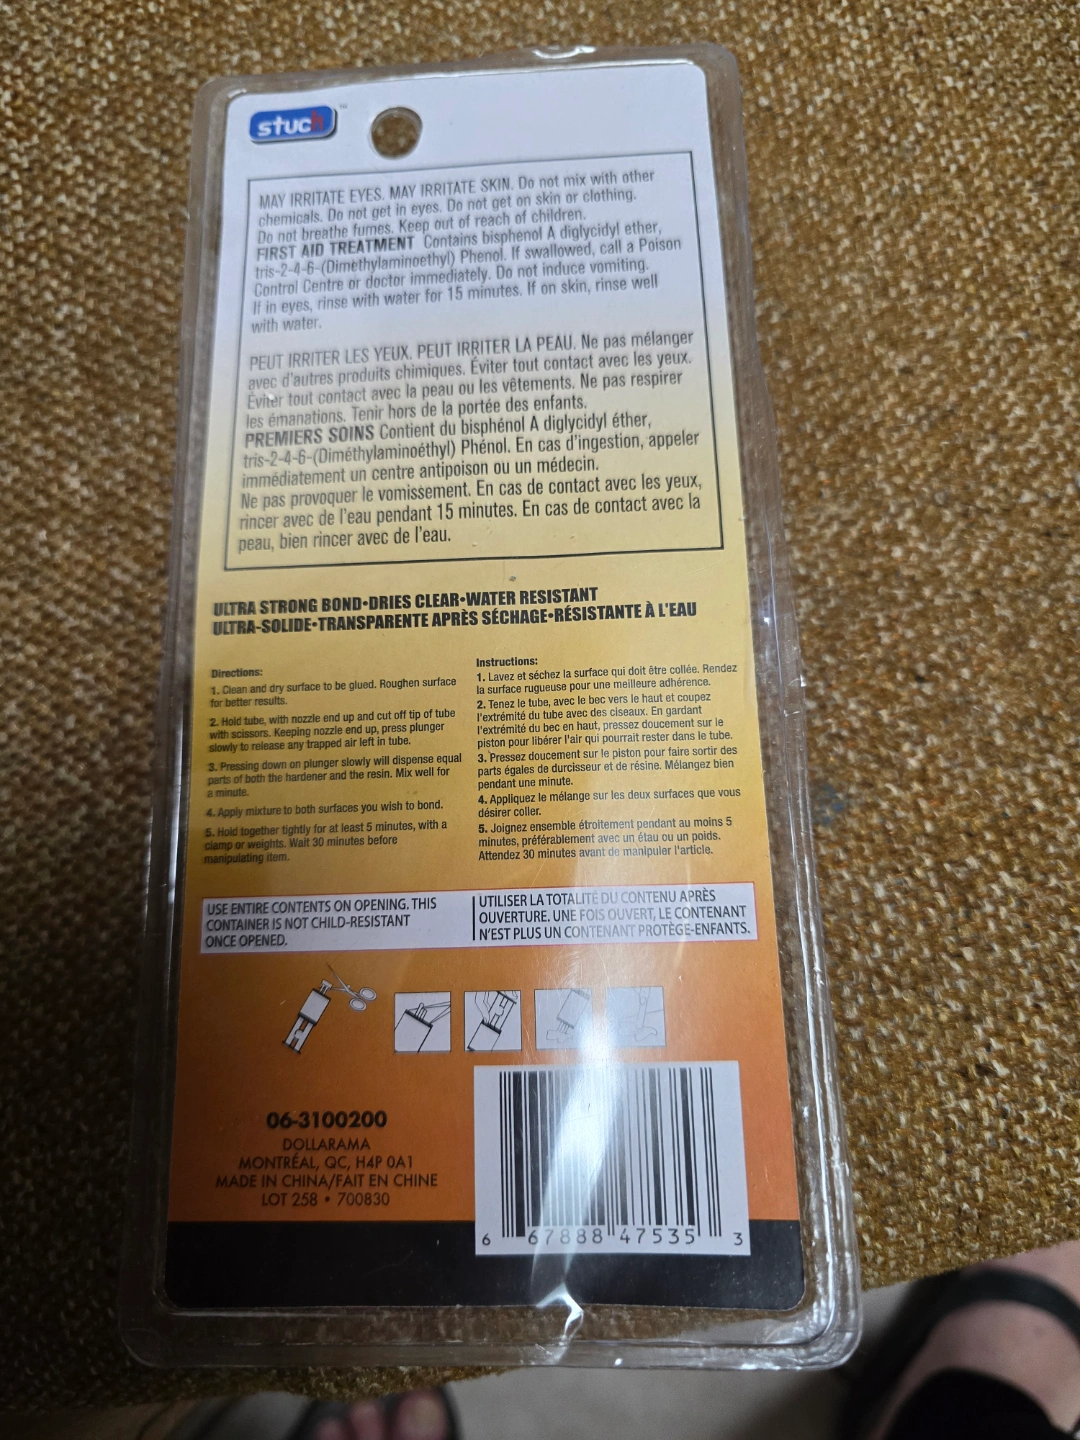 stuck™
MAY IRRITATE EYES. MAY IRRITATE SKIN. Do not mix with other
chemicals. Do not get in eyes. Do not get on skin or clothing.
Do not breathe fumes. Keep out of reach of children.
FIRST AID TREATMENT Contains bisphenol A diglycidyl ether,
tris-2-4-6-(Dimethylaminoethyl) Phenol. If swallowed, call a Poison
Control Centre or doctor immediately. Do not induce vomiting.
If in eyes, rinse with water for 15 minutes. If on skin, rinse well
with water.
PEUT IRRITER LES YEUX. PEUT IRRITER LA PEAU. Ne pas mélanger
avec d'autres produits chimiques. Éviter tout contact avec les yeux.
Éviter tout contact avec la peau ou les vêtements. Ne pas respirer
les émanations. Tenir hors de la portée des enfants.
PREMIERS SOINS Contient du bisphénol A diglycidyl éther,
tris-2-4-6-(Diméthylaminoéthyl) Phénol. En cas d'ingestion, appeler
immédiatement un centre antipoison ou un médecin.
Ne pas provoquer le vomissement. En cas de contact avec les yeux,
rincer avec de l'eau pendant 15 minutes. En cas de contact avec la
peau, bien rincer avec de l'eau.
ULTRA STRONG BOND•DRIES CLEAR•WATER RESISTANT
ULTRA-SOLIDE•TRANSPARENTE APRÈS SÉCHAGE•RÉSISTANTE À L'EAU
Directions:
1. Clean and dry surface to be glued. Roughen surface
for better results.
2. Hold tube, with nozzle end up and cut off tip of tube
with scissors. Keeping nozzle end up, press plunger
slowly to release any trapped air left in tube.
3. Pressing down on plunger slowly will dispense equal
parts of both the hardener and the resin. Mix well for
a minute.
4. Apply mixture to both surfaces you wish to bond.
5. Hold together tightly for at least 5 minutes, with a
clamp or weights. Wait 30 minutes before
manipulating item.
Instructions:
1. Lavez et séchez la surface qui doit être collée. Rendez
la surface rugueuse pour une meilleure adhérence.
2. Tenez le tube, avec le bec vers le haut et coupez
l'extrémité du tube avec des ciseaux. En gardant
l'extrémité du bec en haut, pressez doucement sur le
piston pour libérer l'air qui pourrait rester dans le tube.
3. Pressez doucement sur le piston pour faire sortir des
parts égales de durcisseur et de résine. Mélangez bien
pendant une minute.
4. Appliquez le mélange sur les deux surfaces que vous
désirer coller.
5. Joignez ensemble étroitement pendant au moins 5
minutes, préférablement avec un étau ou un poids.
Attendez 30 minutes avant de manipuler l'article.
USE ENTIRE CONTENTS ON OPENING. THIS
CONTAINER IS NOT CHILD-RESISTANT
ONCE OPENED.
UTILISER LA TOTALITÉ DU CONTENU APRÈS
OUVERTURE. UNE FOIS OUVERT, LE CONTENANT
N'EST PLUS UN CONTENANT PROTÈGE-ENFANTS.
06-3100200
DOLLARAMA
MONTRÉAL, QC, H4P 0A1
MADE IN CHINA/FAIT EN CHINE
LOT 258 • 700830
6 67888 47535 3